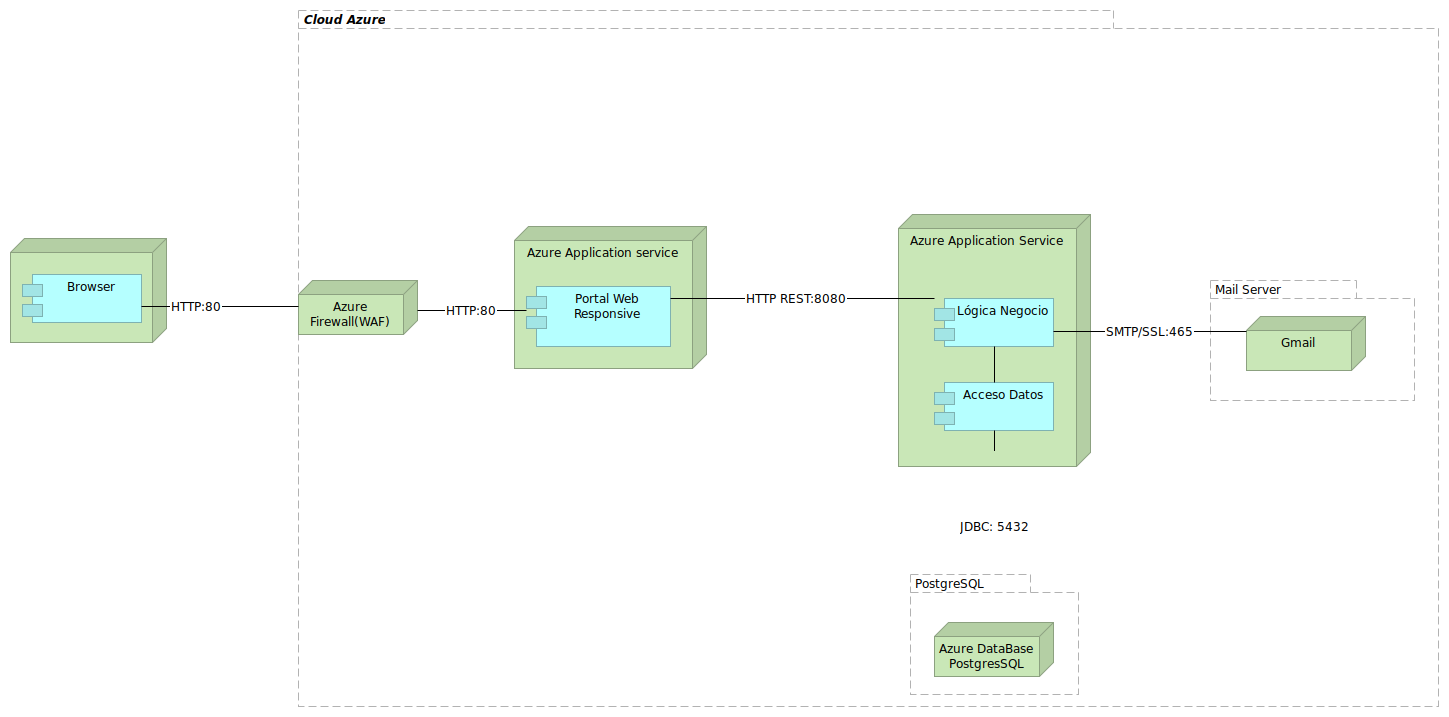 Cloud Azure
Browser
HTTP:80
Azure
Firewall(WAF)
HTTP:80
Azure Application service
Portal Web
Responsive
HTTP REST:8080
Azure Application Service
Lógica Negocio
Acceso Datos
SMTP/SSL:465
Mail Server
Gmail
JDBC: 5432
PostgreSQL
Azure DataBase
PostgresSQL